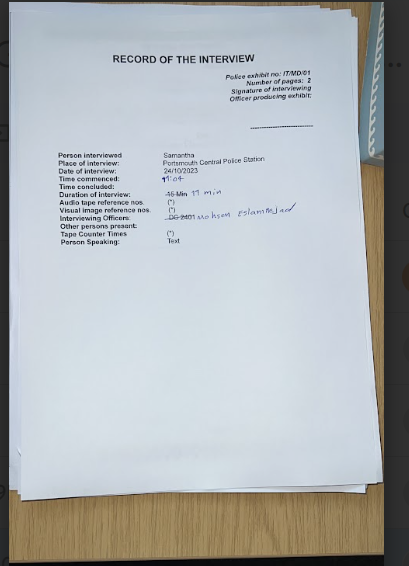 RECORD OF THE INTERVIEW
Police exhibit no: IT/MD/01
Number of pages: 2
Signature of interviewing
Officer producing exhibit:
Person interviewed Samantha
Place of interview: Portsmouth Central Police Station
Date of interview: 24/10/2023
Time commenced: 11:04
Time concluded:
Duration of interview: 15 Min 17 min
Audio tape reference nos. (*)
Visual image reference nos. (*)
Interviewing Officers: DC 2401 Mohsen
Other persons present:
Tape Counter Times (*)
Person Speaking: Text